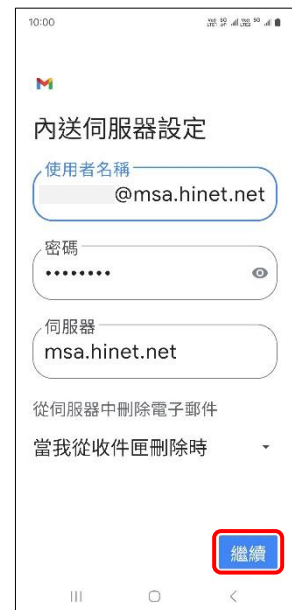 10:00
內送伺服器設定
使用者名稱
@msa.hinet.net
密碼
••••••••
伺服器
msa.hinet.net
從伺服器中刪除電子郵件
當我從收件匣刪除時
繼續